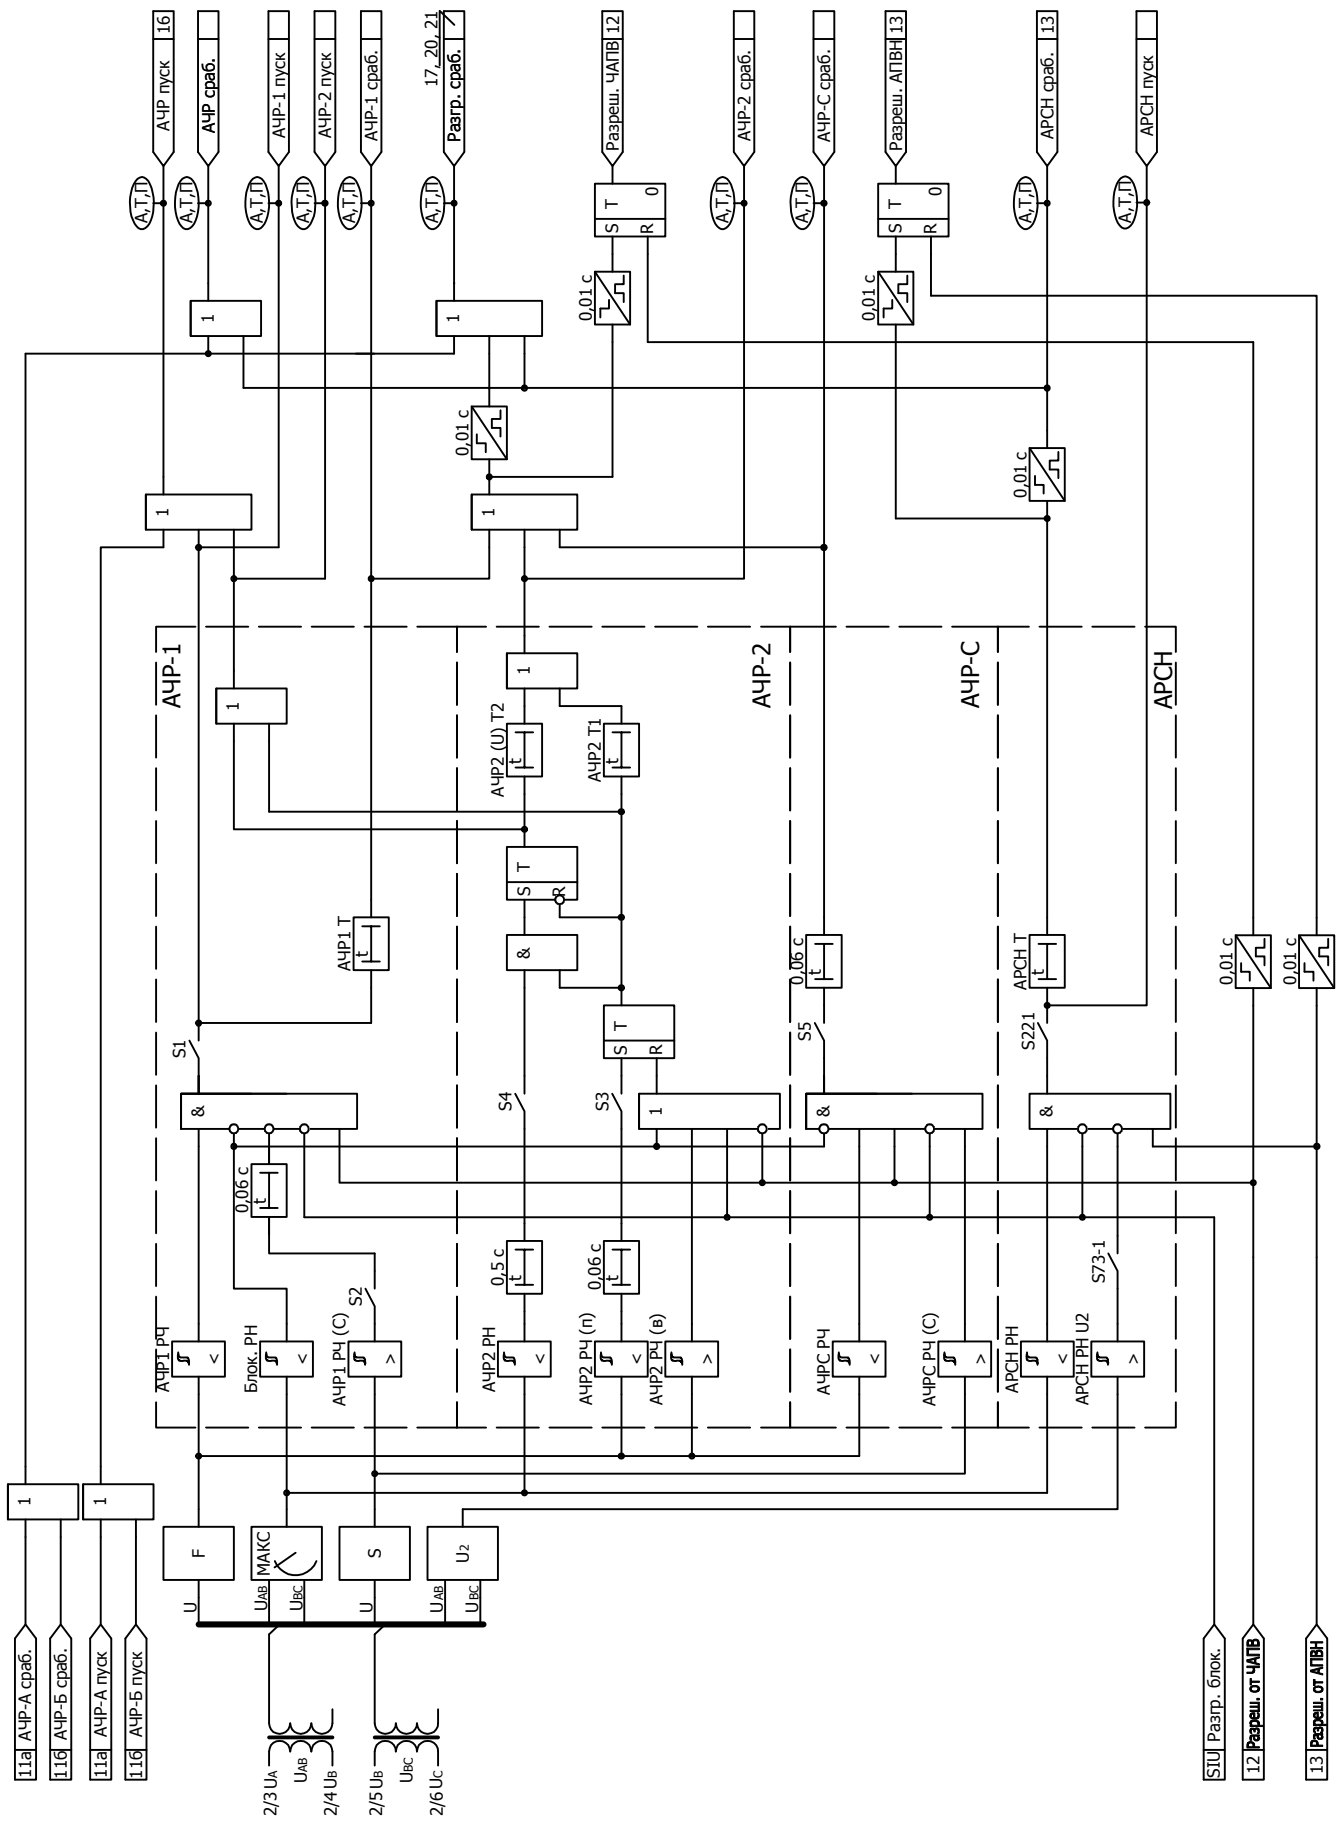 11а АЧР-А сраб.
11б АЧР-Б сраб.
11а АЧР-А пуск
11б АЧР-Б пуск
2/3 UA
UAB
2/4 UB
2/5 UB
UBC
2/6 UC
SIU Разгр. блок.
12 Разреш. от ЧАПВ
13 Разреш. от АПВН
1
1
U
F
UAB
UBC
МАКС
U
S
UAB
UBC
U2
АЧР-1
АЧР1 РЧ
<
Блок. РН
<
АЧР1 РЧ (С)
>
S2
0,06 с
t
&
S1
АЧР1 Т
t
1
АЧР-2
АЧР2 РН
<
0,5 с
t
S4
&
S
T
R
АЧР2 (U) T2
t
АЧР2 РЧ (п)
<
0,06 с
t
S3
АЧР2 РЧ (в)
>
1
S
T
R
АЧР2 T1
t
1
АЧР-С
АЧРС РЧ
<
АЧРС РЧ (С)
>
&
S5
0,06 с
t
АРСН
АРСН РН
<
АРСН РН U2
>
S73-1
&
S221
АРСН Т
t
0,01 с
0,01 с
1
1
0,01 с
0,01 с
1
1
0,01 с
S
T
R
0
0,01 с
S
T
R
0
А,Т,П
А,Т,П
А,Т,П
А,Т,П
А,Т,П
А,Т,П
А,Т,П
А,Т,П
А,Т,П
А,Т,П
АЧР пуск 16
АЧР сраб.
АЧР-1 пуск
АЧР-2 пуск
АЧР-1 сраб.
17, 20, 21
Разгр. сраб.
Разреш. ЧАПВ 12
АЧР-2 сраб.
АЧР-С сраб.
Разреш. АПВН 13
АРСН сраб. 13
АРСН пуск